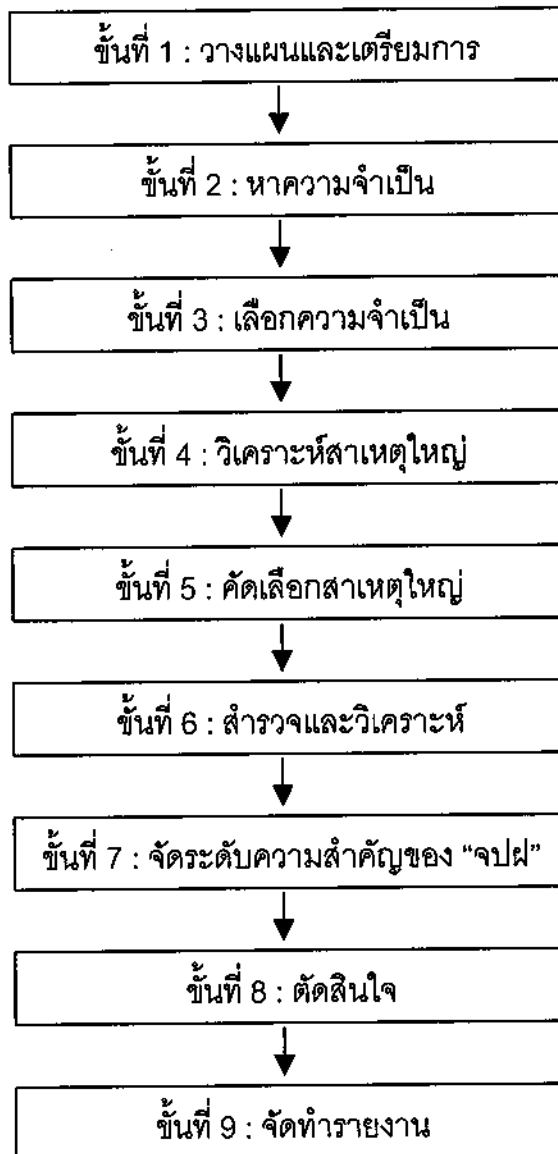 ขั้นที่ 1 : วางแผนและเตรียมการ
ขั้นที่ 2 : หาความจำเป็น
ขั้นที่ 3 : เลือกความจำเป็น
ขั้นที่ 4 : วิเคราะห์สาเหตุใหญ่
ขั้นที่ 5 : คัดเลือกสาเหตุใหญ่
ขั้นที่ 6 : สำรวจและวิเคราะห์
ขั้นที่ 7 : จัดระดับความสำคัญของ “จปฝ”
ขั้นที่ 8 : ตัดสินใจ
ขั้นที่ 9 : จัดทำรายงาน